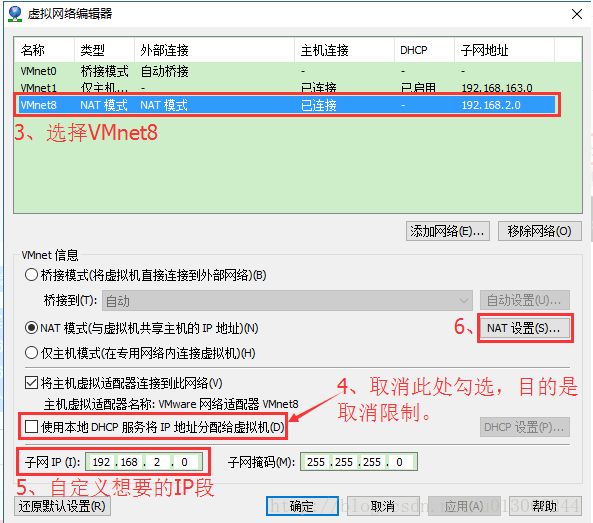 虚拟网络编辑器
名称 类型 外部连接 主机连接 DHCP 子网地址
VMnet0 桥接模式 自动桥接 - - -
VMnet1 仅主机... - 已连接 已启用 192.168.163.0
VMnet8 NAT 模式 NAT 模式 已连接 - 192.168.2.0
3、选择VMnet8
添加网络(E)... 移除网络(O)
VMnet 信息
桥接模式(将虚拟机直接连接到外部网络)(B)
桥接到(T): 自动 自动设置(U)...
NAT 模式(与虚拟机共享主机的 IP 地址)(N) 6、 NAT 设置(S)...
仅主机模式(在专用网络内连接虚拟机)(H)
将主机虚拟适配器连接到此网络(V)
4、取消此处勾选，目的是
取消限制。
主机虚拟适配器名称: VMware 网络适配器 VMnet8
使用本地 DHCP 服务将 IP 地址分配给虚拟机(D) DHCP 设置(P)...
子网 IP (I): 192 . 168 . 2 . 0 子网掩码(M): 255 . 255 . 255 . 0
5、自定义想要的IP段
还原默认设置(R) 确定 取消 应用(A) 帮助